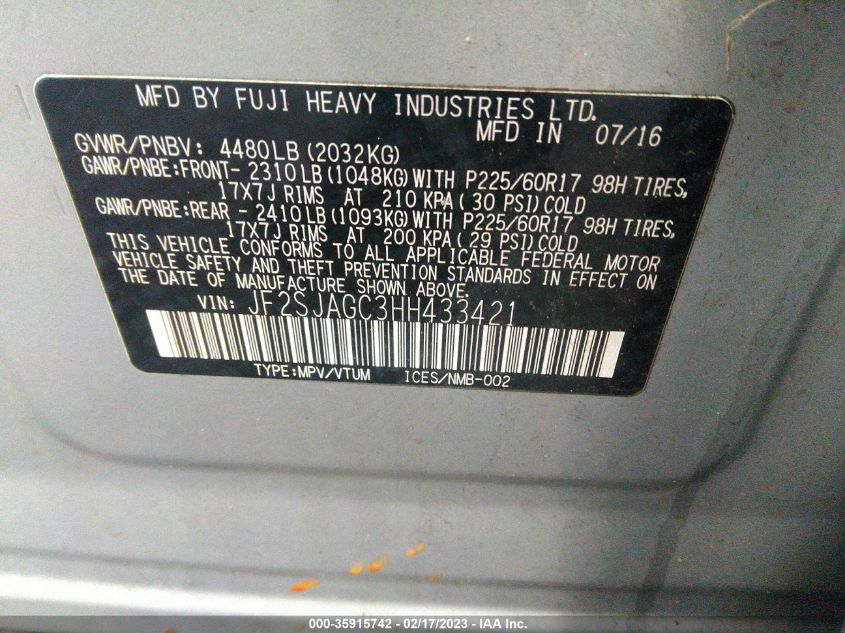 MFD BY FUJI HEAVY INDUSTRIES LTD.
MFD IN 07/16
GVWR/PNBV: 4480LB(2032KG)
GAWR/PNBE:FRONT- 2310LB(1048KG)WITH P225/60R17 98H TIRES,
17X7J RIMS AT 210 KPA(30 PSI)COLD
GAWR/PNBE:REAR - 2410LB(1093KG)WITH P225/60R17 98H TIRES,
17X7J RIMS AT 200 KPA(29 PSI)COLD
THIS VEHICLE CONFORMS TO ALL APPLICABLE FEDERAL MOTOR
VEHICLE SAFETY AND THEFT PREVENTION STANDARDS IN EFFECT ON
THE DATE OF MANUFACTURE SHOWN ABOVE.
VIN: JF2SJAGC3HH433421
TYPE:MPV/VTUM ICES/NMB-002
000-35915742 - 02/17/2023 - IAA Inc.